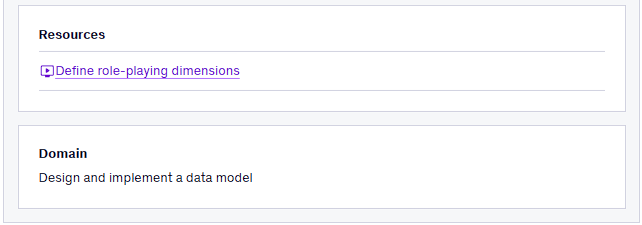 Resources
Define role-playing dimensions
Domain
Design and implement a data model